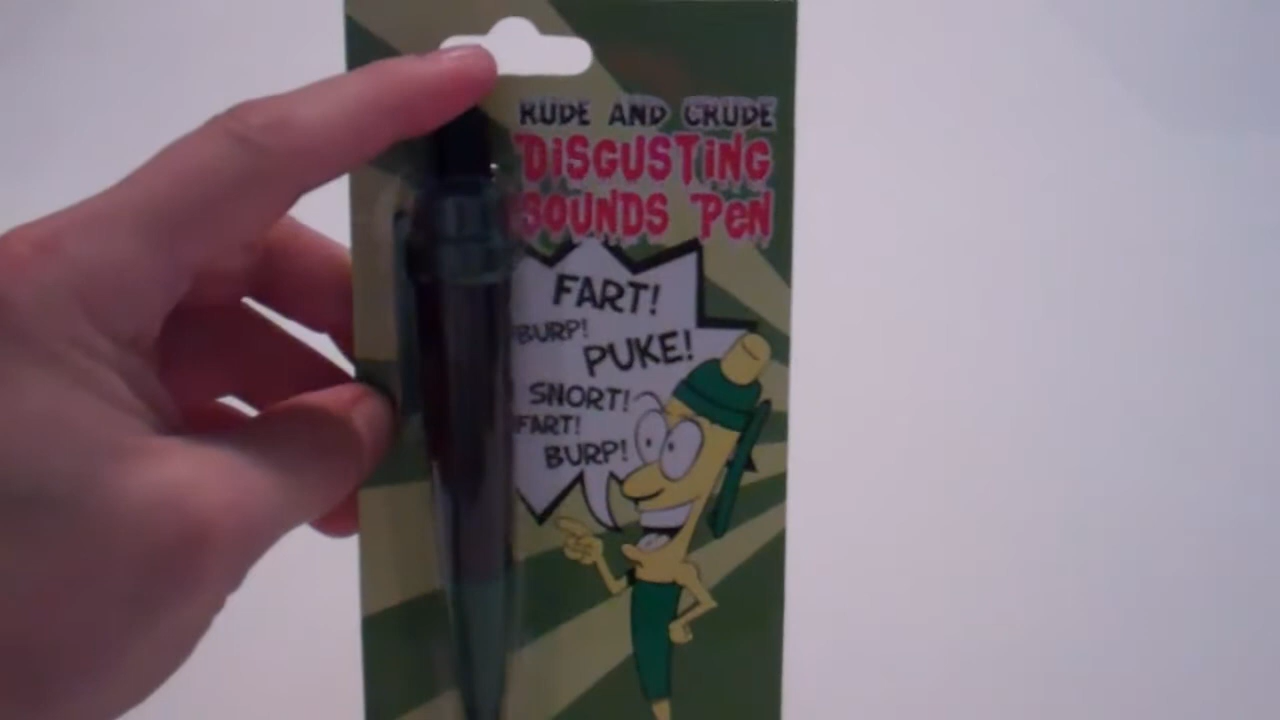 RUDE AND CRUDE
DISGUSTING
SOUNDS PEN
FART!
BURP!
PUKE!
SNORT!
FART!
BURP!